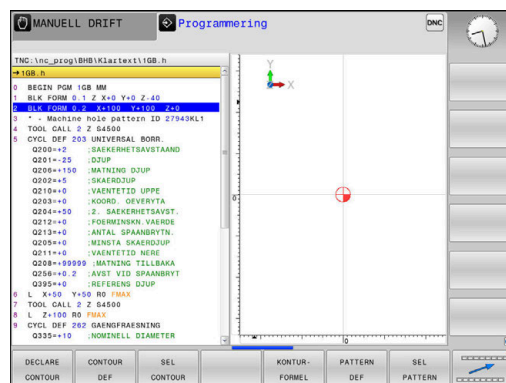 MANUELL DRIFT
Programmering
DNC
TNC:\nc_prog\BHB\Klartext\1GB.h
→1GB.h
0 BEGIN PGM 1GB MM
1 BLK FORM 0.1 Z X+0 Y+0 Z-40
2 BLK FORM 0.2 X+100 Y+100 Z+0
3 * - Machine hole pattern ID 27943KL1
4 TOOL CALL 2 Z S4500
5 CYCL DEF 203 UNIVERSAL BORR.
Q200=+2 ;SAEKERHETSAVSTAAND
Q201=-25 ;DJUP
Q206=+150 ;MATNING DJUP
Q202=+5 ;SKAERDJUP
Q210=+0 ;VAENTETID UPPE
Q203=+0 ;KOORD. OEVERYTA
Q204=+50 ;2. SAEKERHETSAVST.
Q212=+0 ;FOERMINSKN.VAERDE
Q213=+0 ;ANTAL SPAANBRYTN.
Q205=+0 ;MINSTA SKAERDJUP
Q211=+0 ;VAENTETID NERE
Q208=+99999 ;MATNING TILLBAKA
Q256=+0.2 ;AVST VID SPAANBRYT
Q395=+0 ;REFERENS DJUP
6 L X+50 Y+50 R0 FMAX
7 TOOL CALL 2 Z S4500
8 L Z+100 R0 FMAX
9 CYCL DEF 262 GAENGFRAESNING
Q335=+10 ;NOMINELL DIAMETER
Y
X
0
0
DECLARE CONTOUR
CONTOUR DEF
SEL CONTOUR
KONTUR- FORMEL
PATTERN DEF
SEL PATTERN